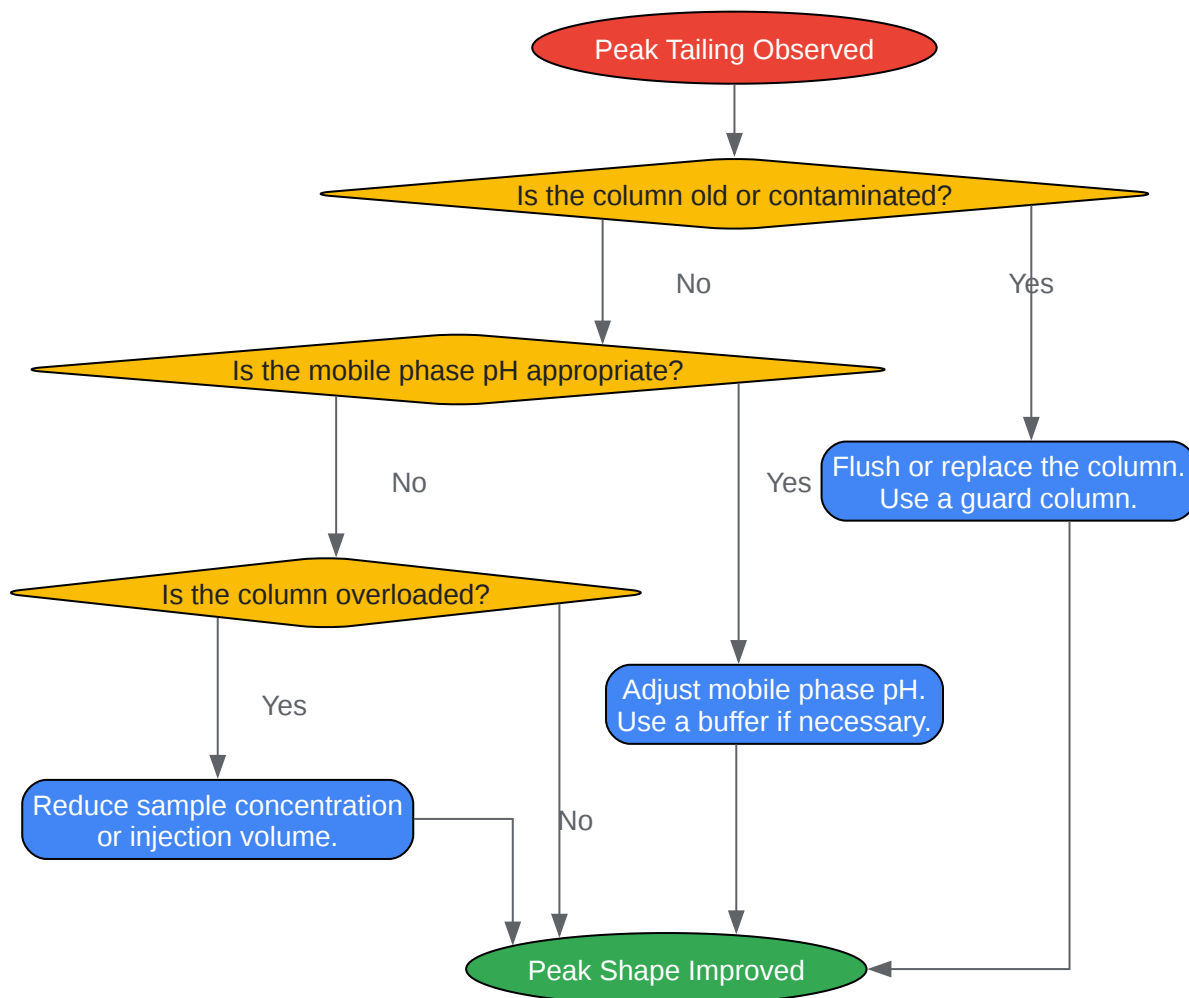 Peak Tailing Observed
Is the column old or contaminated?
No
Yes
Is the mobile phase pH appropriate?
Flush or replace the column.
Use a guard column.
No
Yes
Is the column overloaded?
Adjust mobile phase pH.
Use a buffer if necessary.
Yes
Reduce sample concentration
or injection volume.
No
Peak Shape Improved